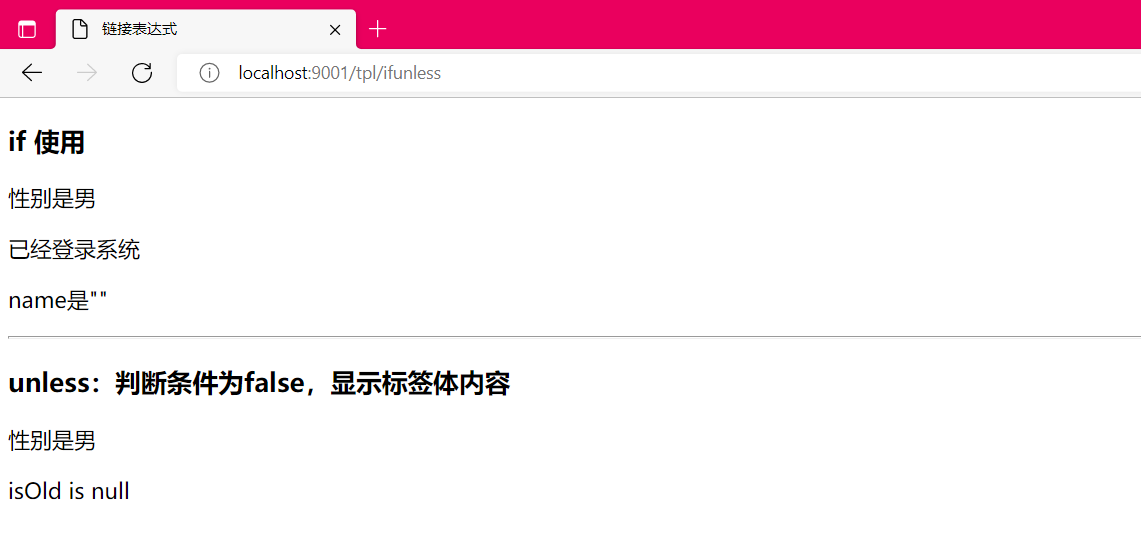 链接表达式
localhost:9001/tpl/ifunless
if 使用
性别是男
已经登录系统
name是""
unless：判断条件为false，显示标签体内容
性别是男
isOld is null